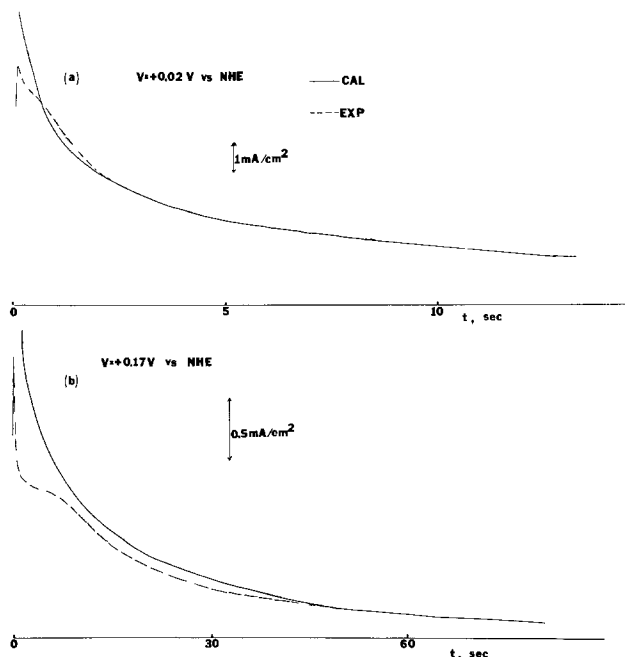 (a) V=+0.02 V vs NHE
CAL
EXP
1mA/cm²
0 5 10
t, sec
V=+0.17V vs NHE
(b)
0.5mA/cm²
0 30 60
t, sec